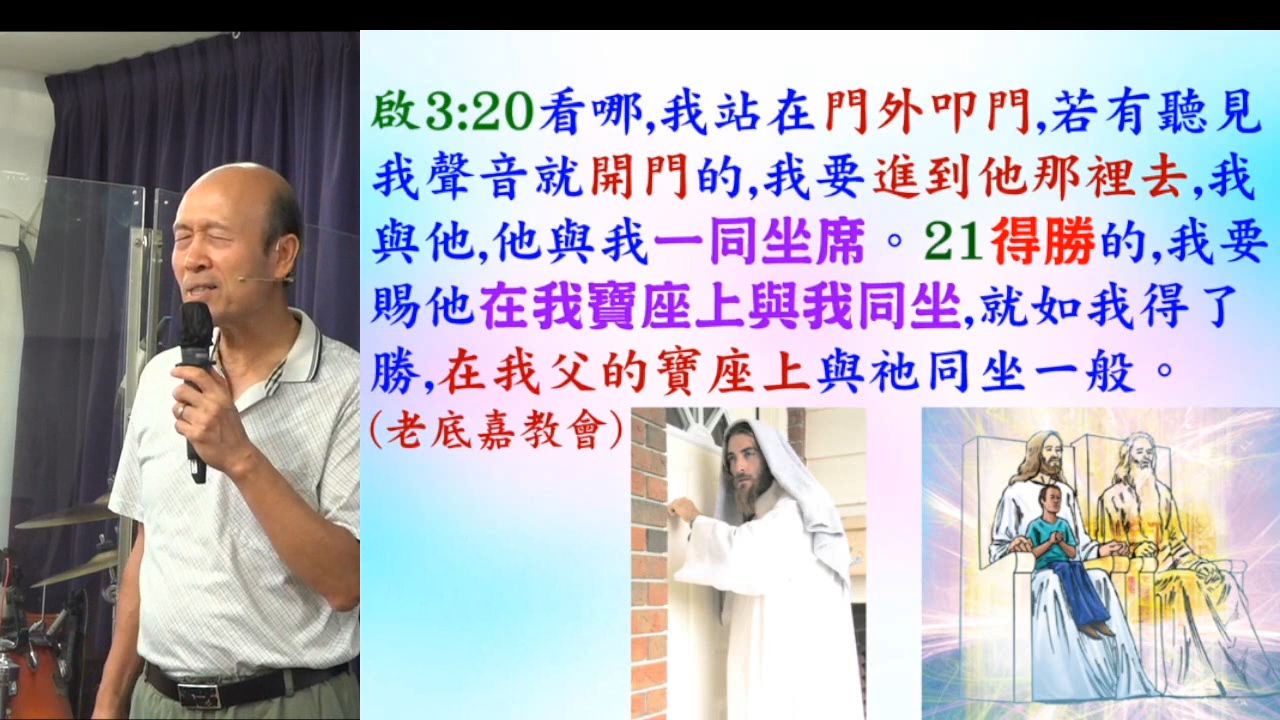 啟3:20看哪,我站在門外叩門,若有聽見
我聲音就開門的,我要進到他那裡去,我
與他,他與我一同坐席。21得勝的,我要
賜他在我寶座上與我同坐,就如我得了
勝,在我父的寶座上與祂同坐一般。
(老底嘉教會)